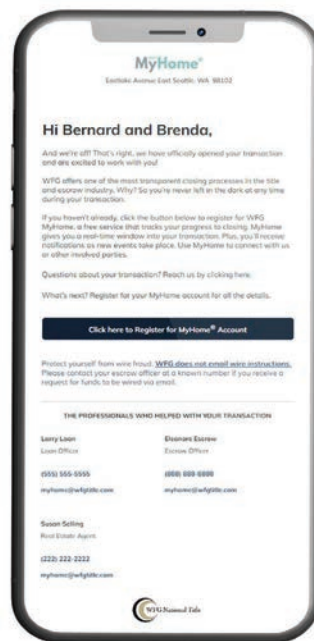 MyHome®
Eastlake Avenue East Seattle, WA 98102
Hi Bernard and Brenda,
And we're off! That's right, we have officially opened your transaction
and are excited to work with you!
WFG offers one of the most transparent closing processes in the title
and escrow industry. Why? So you're never left in the dark at any time
during your transaction.
If you haven't already, click the button below to register for WFG
MyHome, a free service that tracks your progress to closing. MyHome
gives you a real-time window into your transaction. Plus, you'll receive
notifications as new events take place. Use MyHome to connect with us
or other involved parties.
Questions about your transaction? Reach us by clicking here.
What's next? Register for your MyHome account for all the details.
Click here to Register for MyHome® Account
Protect yourself from wire fraud. WFG does not email wire instructions.
Please contact your escrow officer at a known number if you receive a
request for funds to be wired via email.
THE PROFESSIONALS WHO HELPED WITH YOUR TRANSACTION
Larry Loan
Loan Officer
(555) 555-5555
myhome@wfgtitle.com
Eleanore Escrow
Escrow Officer
(888) 888-8888
myhome@wfgtitle.com
Susan Selling
Real Estate Agent
(222) 222-2222
myhome@wfgtitle.com
WFG National Title